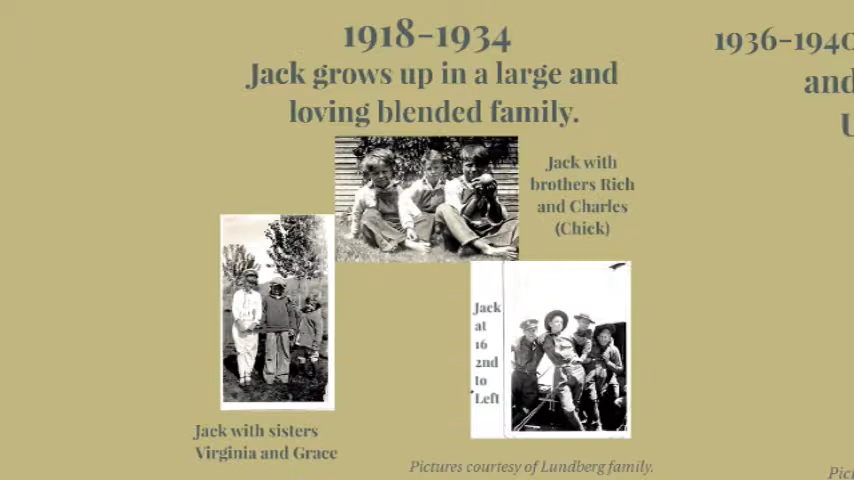 1918-1934
Jack grows up in a large and
loving blended family.
1936-1940
and
Jack with
brothers Rich
and Charles
(Chick)
Jack
at
16
2nd
to
Left
Jack with sisters
Virginia and Grace
Pictures courtesy of Lundberg family.